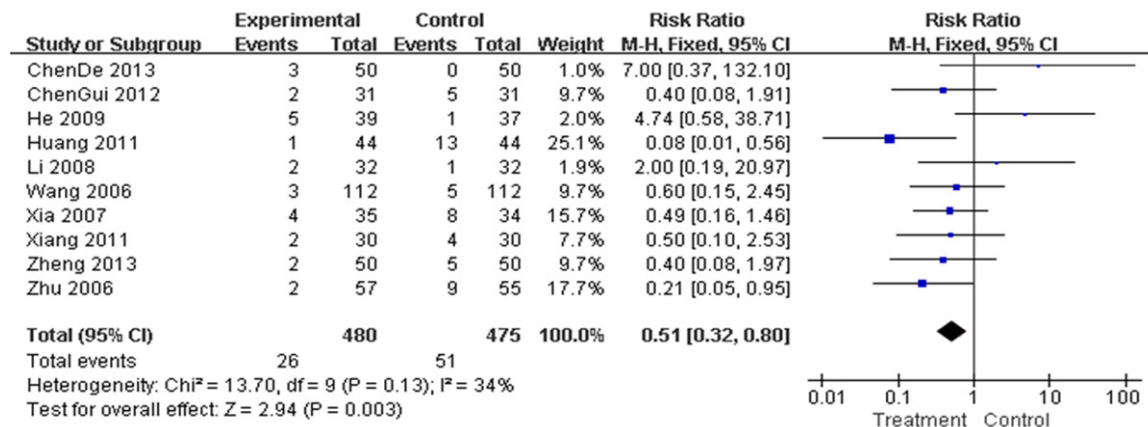 Experimental Control Risk Ratio Risk Ratio
Study or Subgroup Events Total Events Total Weight M-H, Fixed, 95% CI M-H, Fixed, 95% CI
ChenDe 2013 3 50 0 50 1.0% 7.00 [0.37, 132.10]
ChenGui 2012 2 31 5 31 9.7% 0.40 [0.08, 1.91]
He 2009 5 39 1 37 2.0% 4.74 [0.58, 38.71]
Huang 2011 1 44 13 44 25.1% 0.08 [0.01, 0.56]
Li 2008 2 32 1 32 1.9% 2.00 [0.19, 20.97]
Wang 2006 3 112 5 112 9.7% 0.60 [0.15, 2.45]
Xia 2007 4 35 8 34 15.7% 0.49 [0.16, 1.46]
Xiang 2011 2 30 4 30 7.7% 0.50 [0.10, 2.53]
Zheng 2013 2 50 5 50 9.7% 0.40 [0.08, 1.97]
Zhu 2006 2 57 9 55 17.7% 0.21 [0.05, 0.95]
Total (95% CI) 480 475 100.0% 0.51 [0.32, 0.80]
Total events 26 51
Heterogeneity: Chi² = 13.70, df = 9 (P = 0.13); I² = 34%
Test for overall effect: Z = 2.94 (P = 0.003)
0.01 0.1 1 10 100
Treatment Control